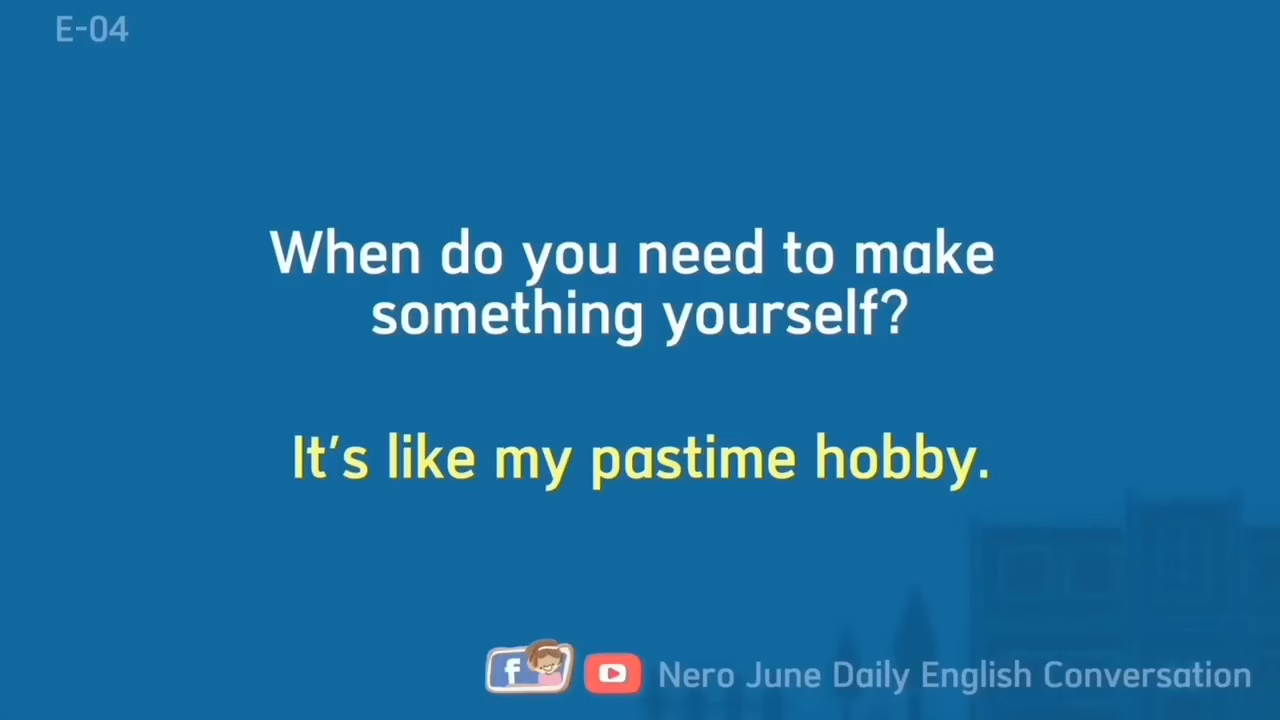 E-04
When do you need to make
something yourself?
It's like my pastime hobby.
f
Nero June Daily English Conversation